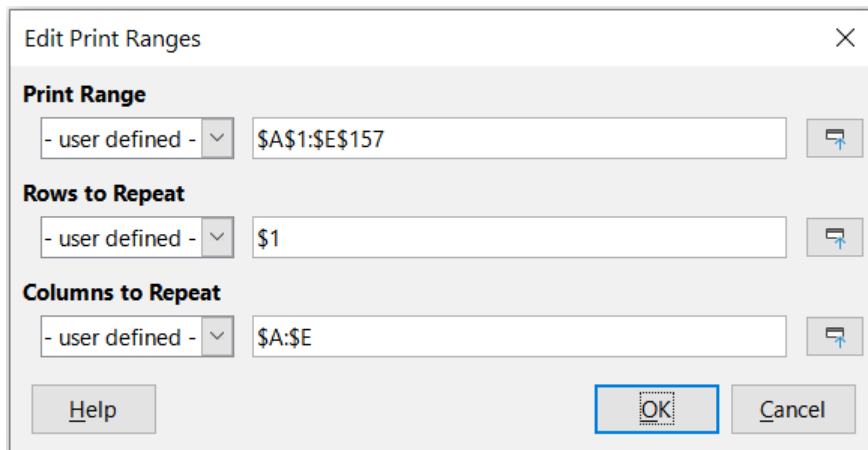 Edit Print Ranges
Print Range
- user defined - $A$1:$E$157
Rows to Repeat
- user defined - $1
Columns to Repeat
- user defined - $A:$E
Help OK Cancel